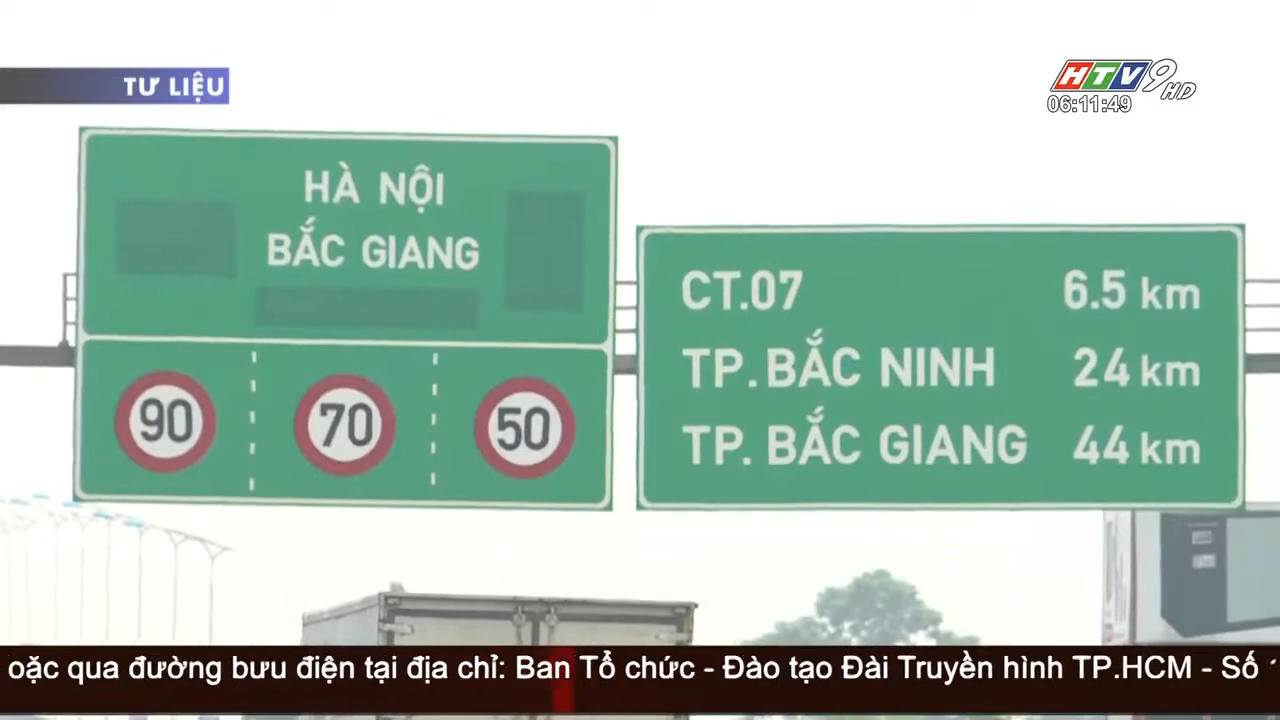 TƯ LIỆU
HTV9 HD
06:11:49
HÀ NỘI
BẮC GIANG
90 70 50
CT.07 6.5 km
TP.BẮC NINH 24 km
TP. BẮC GIANG 44 km
oặc qua đường bưu điện tại địa chỉ: Ban Tổ chức - Đào tạo Đài Truyền hình TP.HCM - Số